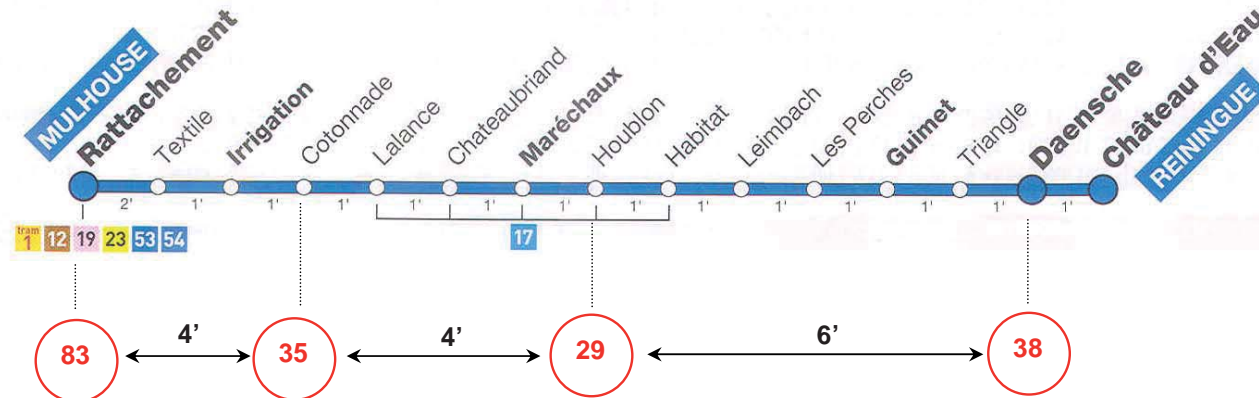 MULHOUSE
Rattachement
Textile
Irrigation
Cotonnade
Lalance
Chateaubriand
Maréchaux
Houblon
Habitat
Leimbach
Les Perches
Guimet
Triangle
Daensche
Château d'Eau
REININGUE
2' 1' 1' 1' 1' 1' 1' 1' 1' 1' 1' 1' 1' 1'
tram
1 12 19 23 53 54
17
83 4’ 35 4’ 29 6’ 38